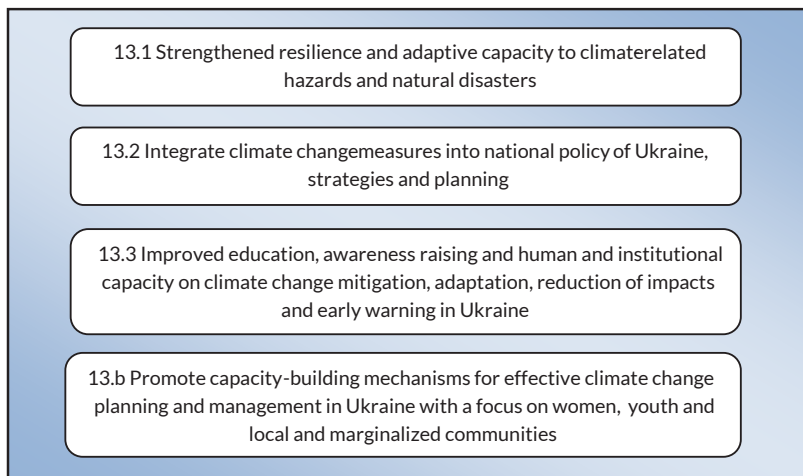 13.1 Strengthened resilience and adaptive capacity to climaterelated
hazards and natural disasters
13.2 Integrate climate changemeasures into national policy of Ukraine,
strategies and planning
13.3 Improved education, awareness raising and human and institutional
capacity on climate change mitigation, adaptation, reduction of impacts
and early warning in Ukraine
13.b Promote capacity-building mechanisms for effective climate change
planning and management in Ukraine with a focus on women, youth and
local and marginalized communities